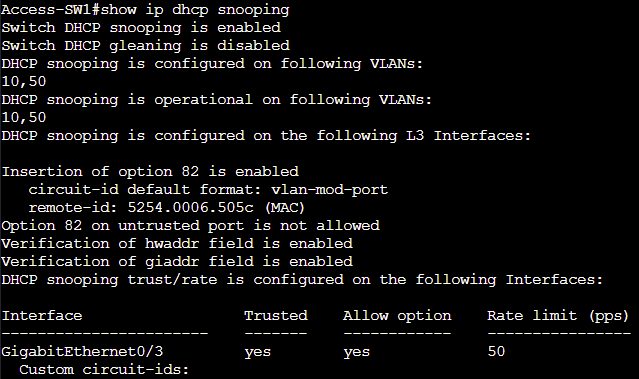 Access-SW1#show ip dhcp snooping
Switch DHCP snooping is enabled
Switch DHCP gleaning is disabled
DHCP snooping is configured on following VLANs:
10,50
DHCP snooping is operational on following VLANs:
10,50
DHCP snooping is configured on the following L3 Interfaces:

Insertion of option 82 is enabled
   circuit-id default format: vlan-mod-port
   remote-id: 5254.0006.505c (MAC)
Option 82 on untrusted port is not allowed
Verification of hwaddr field is enabled
Verification of giaddr field is enabled
DHCP snooping trust/rate is configured on the following Interfaces:

Interface                  Trusted    Allow option    Rate limit (pps)
-----------------------    -------    ------------    ----------------
GigabitEthernet0/3         yes        yes             50
  Custom circuit-ids: